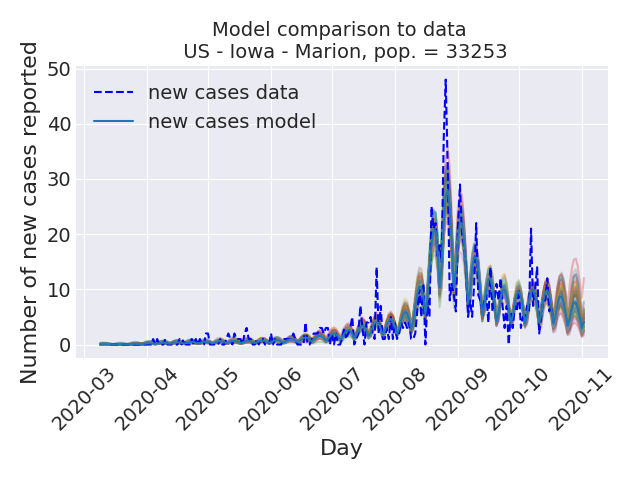 Model comparison to data
US - Iowa - Marion, pop. = 33253
Number of new cases reported
50
40
30
20
10
0
new cases data
new cases model
2020-03
2020-04
2020-05
2020-06
2020-07
2020-08
2020-09
2020-10
2020-11
Day